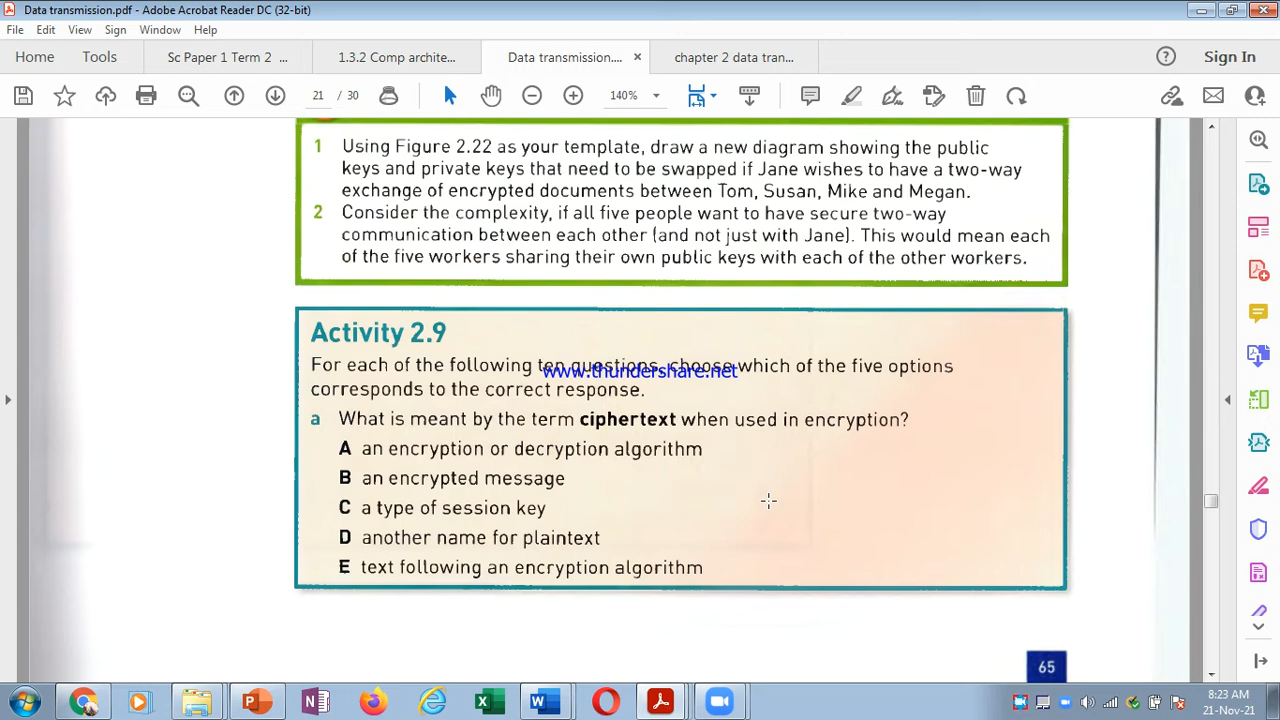 Data transmission.pdf - Adobe Acrobat Reader DC (32-bit)
File Edit View Sign Window Help
Home Tools Sc Paper 1 Term 2 ... 1.3.2 Comp archite... Data transmission.... × chapter 2 data tran... Sign In
21 / 30 140%
1 Using Figure 2.22 as your template, draw a new diagram showing the public
keys and private keys that need to be swapped if Jane wishes to have a two-way
exchange of encrypted documents between Tom, Susan, Mike and Megan.
2 Consider the complexity, if all five people want to have secure two-way
communication between each other (and not just with Jane). This would mean each
of the five workers sharing their own public keys with each of the other workers.
Activity 2.9
For each of the following ten questions, choose which of the five options
www.thundershare.net
corresponds to the correct response.
a What is meant by the term ciphertext when used in encryption?
A an encryption or decryption algorithm
B an encrypted message
C a type of session key
D another name for plaintext
E text following an encryption algorithm
65
8:23 AM
21-Nov-21